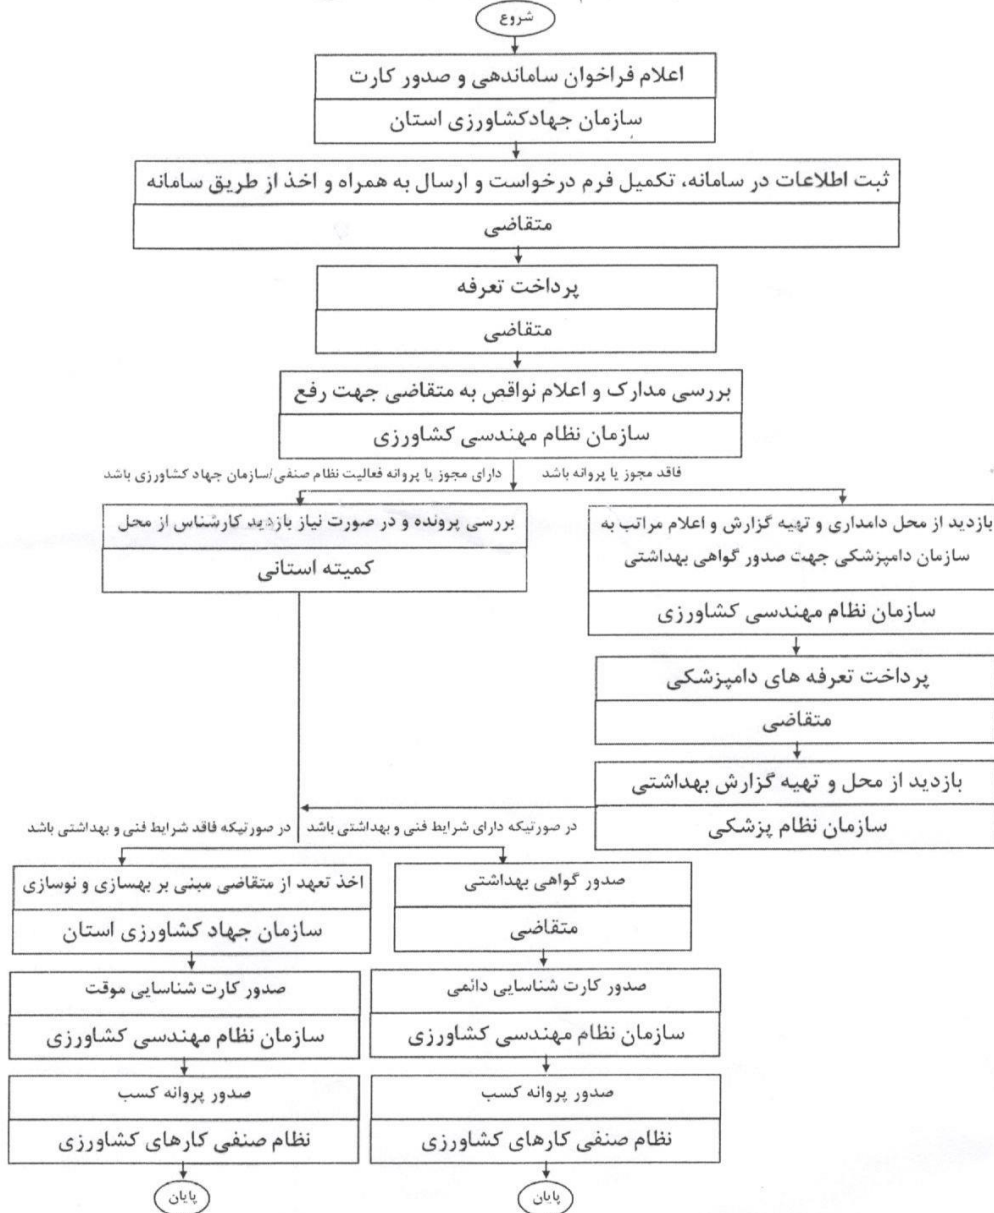 شروع
اعلام فراخوان ساماندهی و صدور کارت
سازمان جهادکشاورزی استان
ثبت اطلاعات در سامانه، تکمیل فرم درخواست و ارسال به همراه و اخذ از طریق سامانه
متقاضی
پرداخت تعرفه
متقاضی
بررسی مدارک و اعلام نواقص به متقاضی جهت رفع
سازمان نظام مهندسی کشاورزی
فاقد مجوز یا پروانه باشد
دارای مجوز یا پروانه فعالیت نظام صنفی/سازمان جهاد کشاورزی باشد
بازدید از محل دامداری و تهیه گزارش و اعلام مراتب به
سازمان دامپزشکی جهت صدور گواهی بهداشتی
سازمان نظام مهندسی کشاورزی
بررسی پرونده و در صورت نیاز بازدید کارشناس از محل
کمیته استانی
پرداخت تعرفه های دامپزشکی
متقاضی
بازدید از محل و تهیه گزارش بهداشتی
سازمان نظام پزشکی
در صورتیکه دارای شرایط فنی و بهداشتی باشد
در صورتیکه فاقد شرایط فنی و بهداشتی باشد
صدور گواهی بهداشتی
متقاضی
صدور کارت شناسایی دائمی
سازمان نظام مهندسی کشاورزی
صدور پروانه کسب
نظام صنفی کارهای کشاورزی
پایان
اخذ تعهد از متقاضی مبنی بر بهسازی و نوسازی
سازمان جهاد کشاورزی استان
صدور کارت شناسایی موقت
سازمان نظام مهندسی کشاورزی
صدور پروانه کسب
نظام صنفی کارهای کشاورزی
پایان